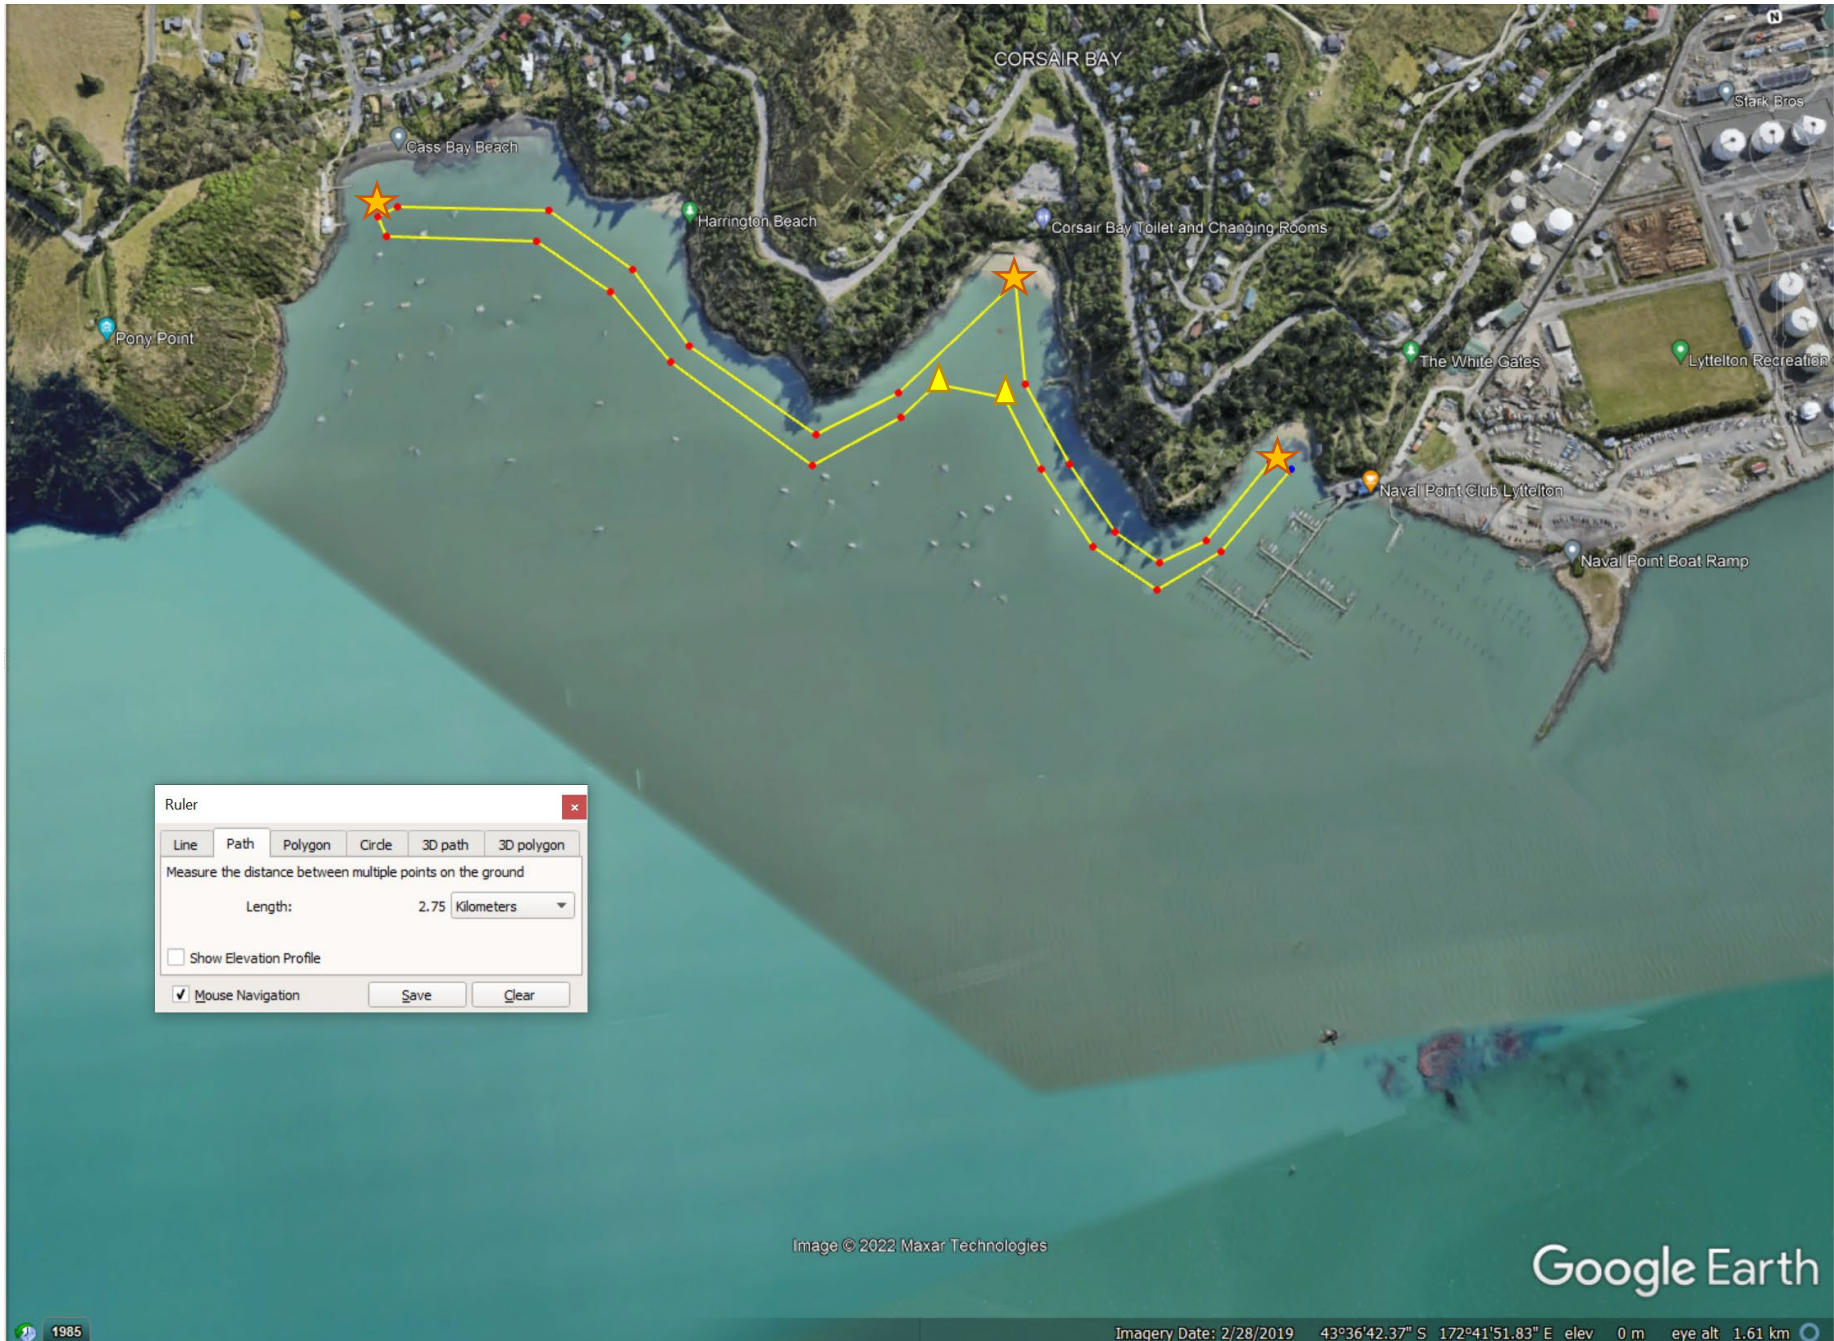 N
CORSAIR BAY
Stark Bros
Cass Bay Beach
Harrington Beach
Corsair Bay Toilet and Changing Rooms
Pony Point
The White Gates
Lyttelton Recreation
Naval Point Club Lyttelton
Naval Point Boat Ramp
Ruler
Line Path Polygon Circle 3D path 3D polygon
Measure the distance between multiple points on the ground
Length: 2.75 Kilometers
Show Elevation Profile
Mouse Navigation Save Clear
Image © 2022 Maxar Technologies
Google Earth
1985
Imagery Date: 2/28/2019 43°36'42.37" S 172°41'51.83" E elev 0 m eye alt 1.61 km